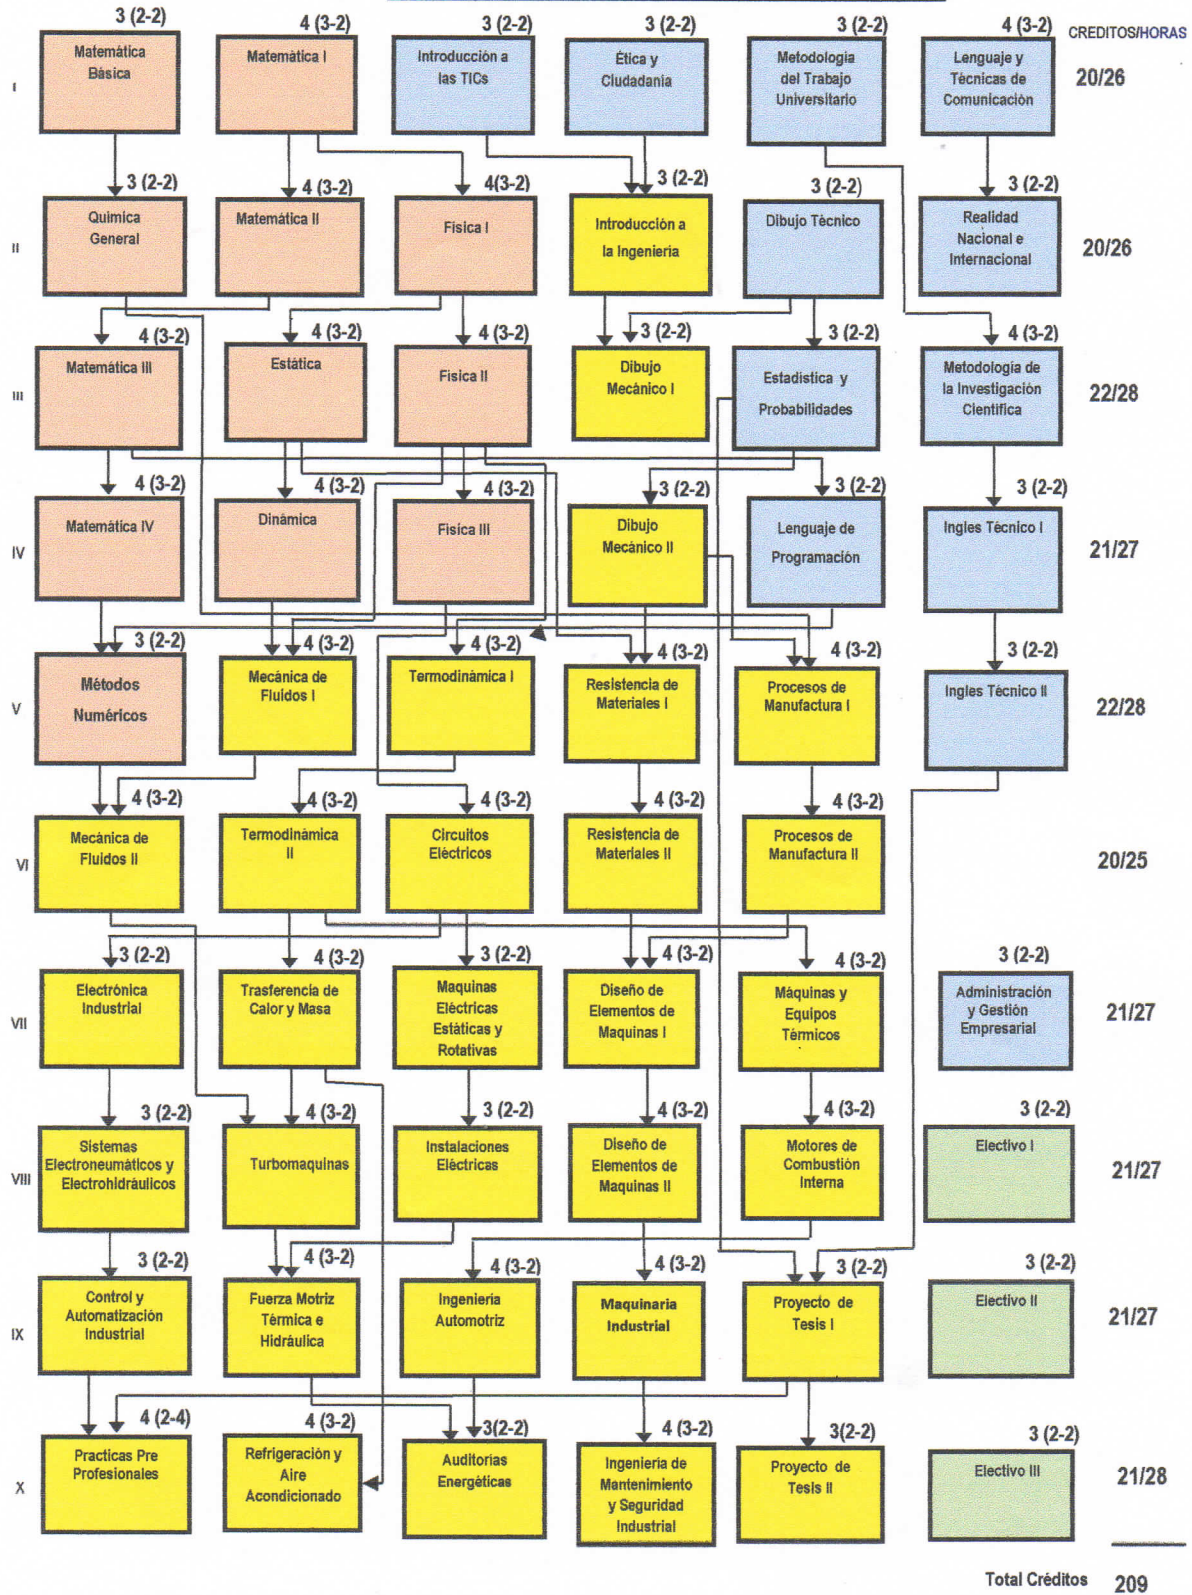 3 (2-2)
4 (3-2)
3 (2-2)
3 (2-2)
3 (2-2)
4 (3-2)
CREDITOS/HORAS
I
Matemática
Básica
Matemática I
Introducción a
las TICs
Ética y
Ciudadania
Metodología
del Trabajo
Universitario
Lenguaje y
Técnicas de
Comunicación
20/26
3 (2-2)
4 (3-2)
4(3-2)
3 (2-2)
3 (2-2)
3 (2-2)
II
Quimica
General
Matemática II
Fisica I
Introducción a
la Ingeniería
Dibujo Técnico
Realidad
Nacional e
Internacional
20/26
4 (3-2)
4 (3-2)
4 (3-2)
3 (2-2)
3 (2-2)
4 (3-2)
III
Matemática III
Estática
Fisica II
Dibujo
Mecánico I
Estadistica y
Probabilidades
Metodologia de
la Investigación
Cientifica
22/28
4 (3-2)
4 (3-2)
4 (3-2)
3 (2-2)
3 (2-2)
3 (2-2)
IV
Matemática IV
Dinámica
Fisica III
Dibujo
Mecánico II
Lenguaje de
Programación
Ingles Técnico I
21/27
3 (2-2)
4 (3-2)
4 (3-2)
4 (3-2)
4 (3-2)
3 (2-2)
V
Métodos
Numéricos
Mecánica de
Fluidos I
Termodinámica I
Resistencia de
Materiales I
Procesos de
Manufactura I
Ingles Técnico II
22/28
4 (3-2)
4 (3-2)
4 (3-2)
4 (3-2)
4 (3-2)
VI
Mecánica de
Fluidos II
Termodinámica
II
Circuitos
Eléctricos
Resistencia de
Materiales II
Procesos de
Manufactura II
20/25
3 (2-2)
4 (3-2)
3 (2-2)
4 (3-2)
4 (3-2)
3 (2-2)
VII
Electrónica
Industrial
Trasferencia de
Calor y Masa
Maquinas
Eléctricas
Estáticas y
Rotativas
Diseño de
Elementos de
Maquinas I
Máquinas y
Equipos
Térmicos
Administración
y Gestión
Empresarial
21/27
3 (2-2)
4 (3-2)
3 (2-2)
4 (3-2)
4 (3-2)
3 (2-2)
VIII
Sistemas
Electroneumáticos y
Electrohidráulicos
Turbomaquinas
Instalaciones
Eléctricas
Diseño de
Elementos de
Maquinas II
Motores de
Combustión
Interna
Electivo I
21/27
3 (2-2)
4 (3-2)
4 (3-2)
4 (3-2)
3 (2-2)
3 (2-2)
IX
Control y
Automatización
Industrial
Fuerza Motriz
Térmica e
Hidráulica
Ingeniería
Automotriz
Maquinaria
Industrial
Proyecto de
Tesis I
Electivo II
21/27
4 (2-4)
4 (3-2)
3(2-2)
4 (3-2)
3(2-2)
3 (2-2)
X
Practicas Pre
Profesionales
Refrigeración y
Aire
Acondicionado
Auditorias
Energéticas
Ingeniería de
Mantenimiento
y Seguridad
Industrial
Proyecto de
Tesis II
Electivo III
21/28
Total Créditos 209